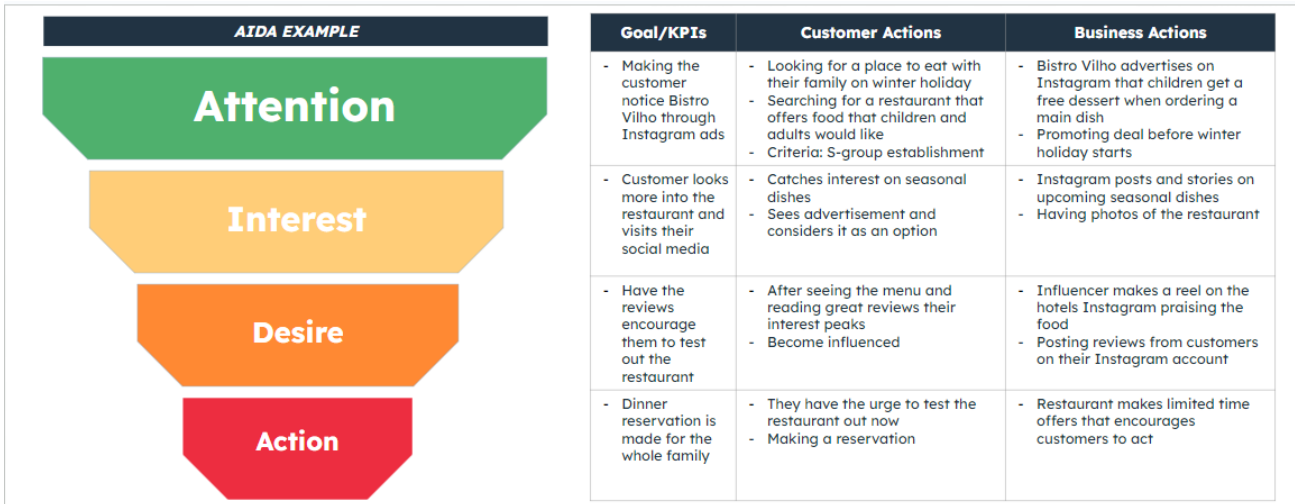 AIDA EXAMPLE
Attention
Interest
Desire
Action
Goal/KPIs
Customer Actions
Business Actions
- Making the
customer
notice Bistro
Vilho through
Instagram ads
- Looking for a place to eat with
their family on winter holiday
- Searching for a restaurant that
offers food that children and
adults would like
- Criteria: S-group establishment
- Bistro Vilho advertises on
Instagram that children get a
free dessert when ordering a
main dish
- Promoting deal before winter
holiday starts
- Customer looks
more into the
restaurant and
visits their
social media
- Catches interest on seasonal
dishes
- Sees advertisement and
considers it as an option
- Instagram posts and stories on
upcoming seasonal dishes
- Having photos of the restaurant
- Have the
reviews
encourage
them to test
out the
restaurant
- After seeing the menu and
reading great reviews their
interest peaks
- Become influenced
- Influencer makes a reel on the
hotels Instagram praising the
food
- Posting reviews from customers
on their Instagram account
- Dinner
reservation is
made for the
whole family
- They have the urge to test the
restaurant out now
- Making a reservation
- Restaurant makes limited time
offers that encourages
customers to act